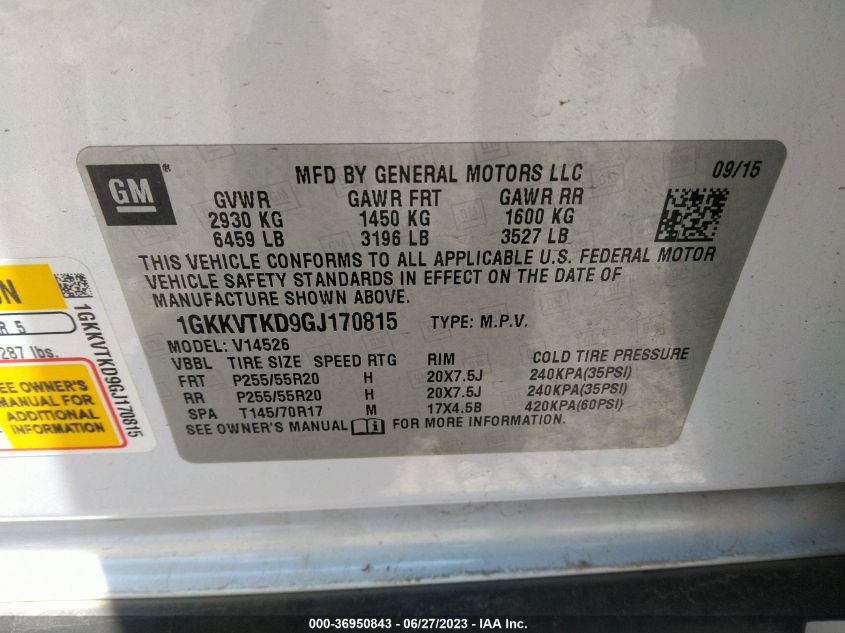 GM
MFD BY GENERAL MOTORS LLC 09/15
GVWR GAWR FRT GAWR RR
2930 KG 1450 KG 1600 KG
6459 LB 3196 LB 3527 LB
THIS VEHICLE CONFORMS TO ALL APPLICABLE U.S. FEDERAL MOTOR
VEHICLE SAFETY STANDARDS IN EFFECT ON THE DATE OF
MANUFACTURE SHOWN ABOVE.
1GKKVTKD9GJ170815 TYPE: M.P.V.
MODEL: V14526
VBBL TIRE SIZE SPEED RTG RIM COLD TIRE PRESSURE
FRT P255/55R20 H 20X7.5J 240KPA(35PSI)
RR P255/55R20 H 20X7.5J 240KPA(35PSI)
SPA T145/70R17 M 17X4.5B 420KPA(60PSI)
SEE OWNER'S MANUAL FOR MORE INFORMATION.
ON
R 5
287 lbs.
SEE OWNER'S
MANUAL FOR
ADDITIONAL
INFORMATION
1GKKVTKD9GJ170815
000-36950843 - 06/27/2023 - IAA Inc.